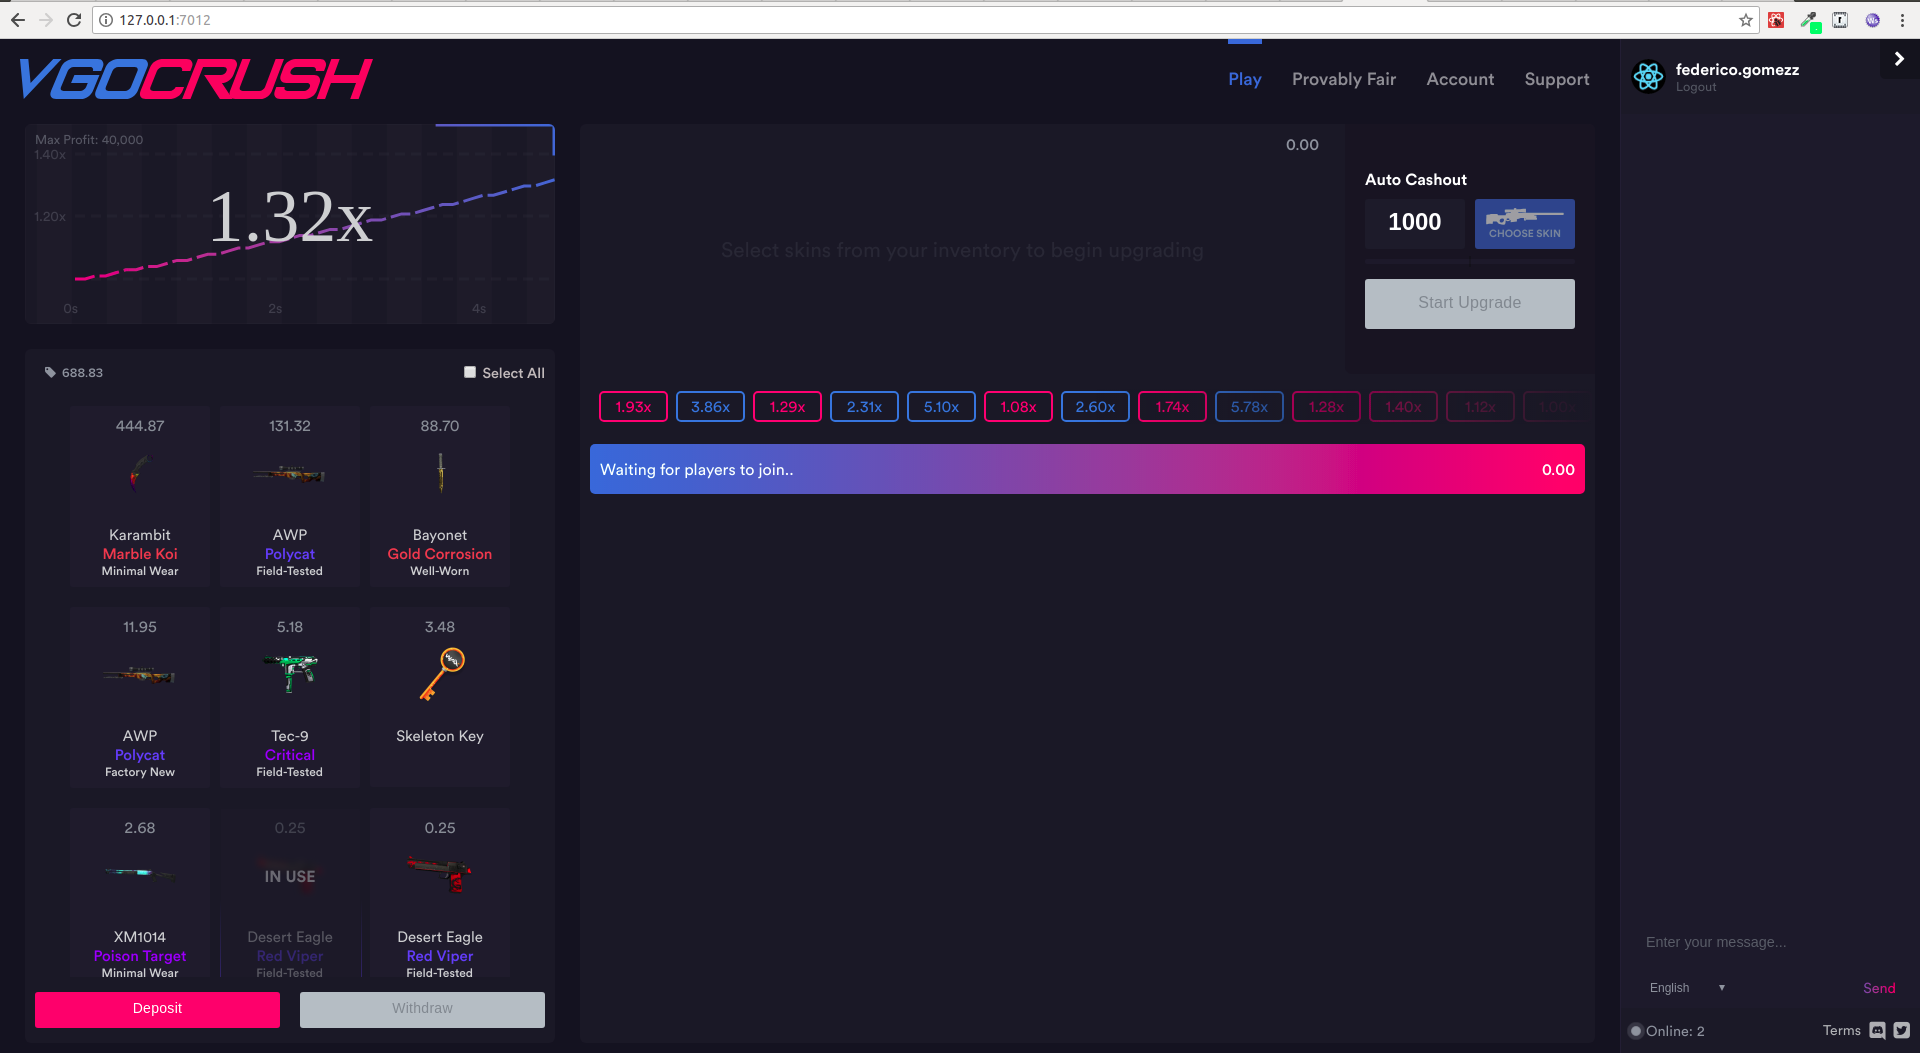 127.0.0.1:7012
VGOCRUSH
Play
Provably Fair
Account
Support
federico.gomezz
Logout
Max Profit: 40,000
1.40x
1.32x
1.20x
0s
2s
4s
0.00
Select skins from your inventory to begin upgrading
Auto Cashout
1000
CHOOSE SKIN
Start Upgrade
688.83
Select All
1.93x
3.86x
1.29x
2.31x
5.10x
1.08x
2.60x
1.74x
5.78x
1.28x
1.40x
1.12x
1.00x
Waiting for players to join..
0.00
444.87
Karambit
Marble Koi
Minimal Wear
131.32
AWP
Polycat
Field-Tested
88.70
Bayonet
Gold Corrosion
Well-Worn
11.95
AWP
Polycat
Factory New
5.18
Tec-9
Critical
Field-Tested
3.48
Skeleton Key
2.68
XM1014
Poison Target
Minimal Wear
0.25
IN USE
Desert Eagle
Red Viper
Field-Tested
0.25
Desert Eagle
Red Viper
Field-Tested
Deposit
Withdraw
Enter your message...
English
Send
Online: 2
Terms